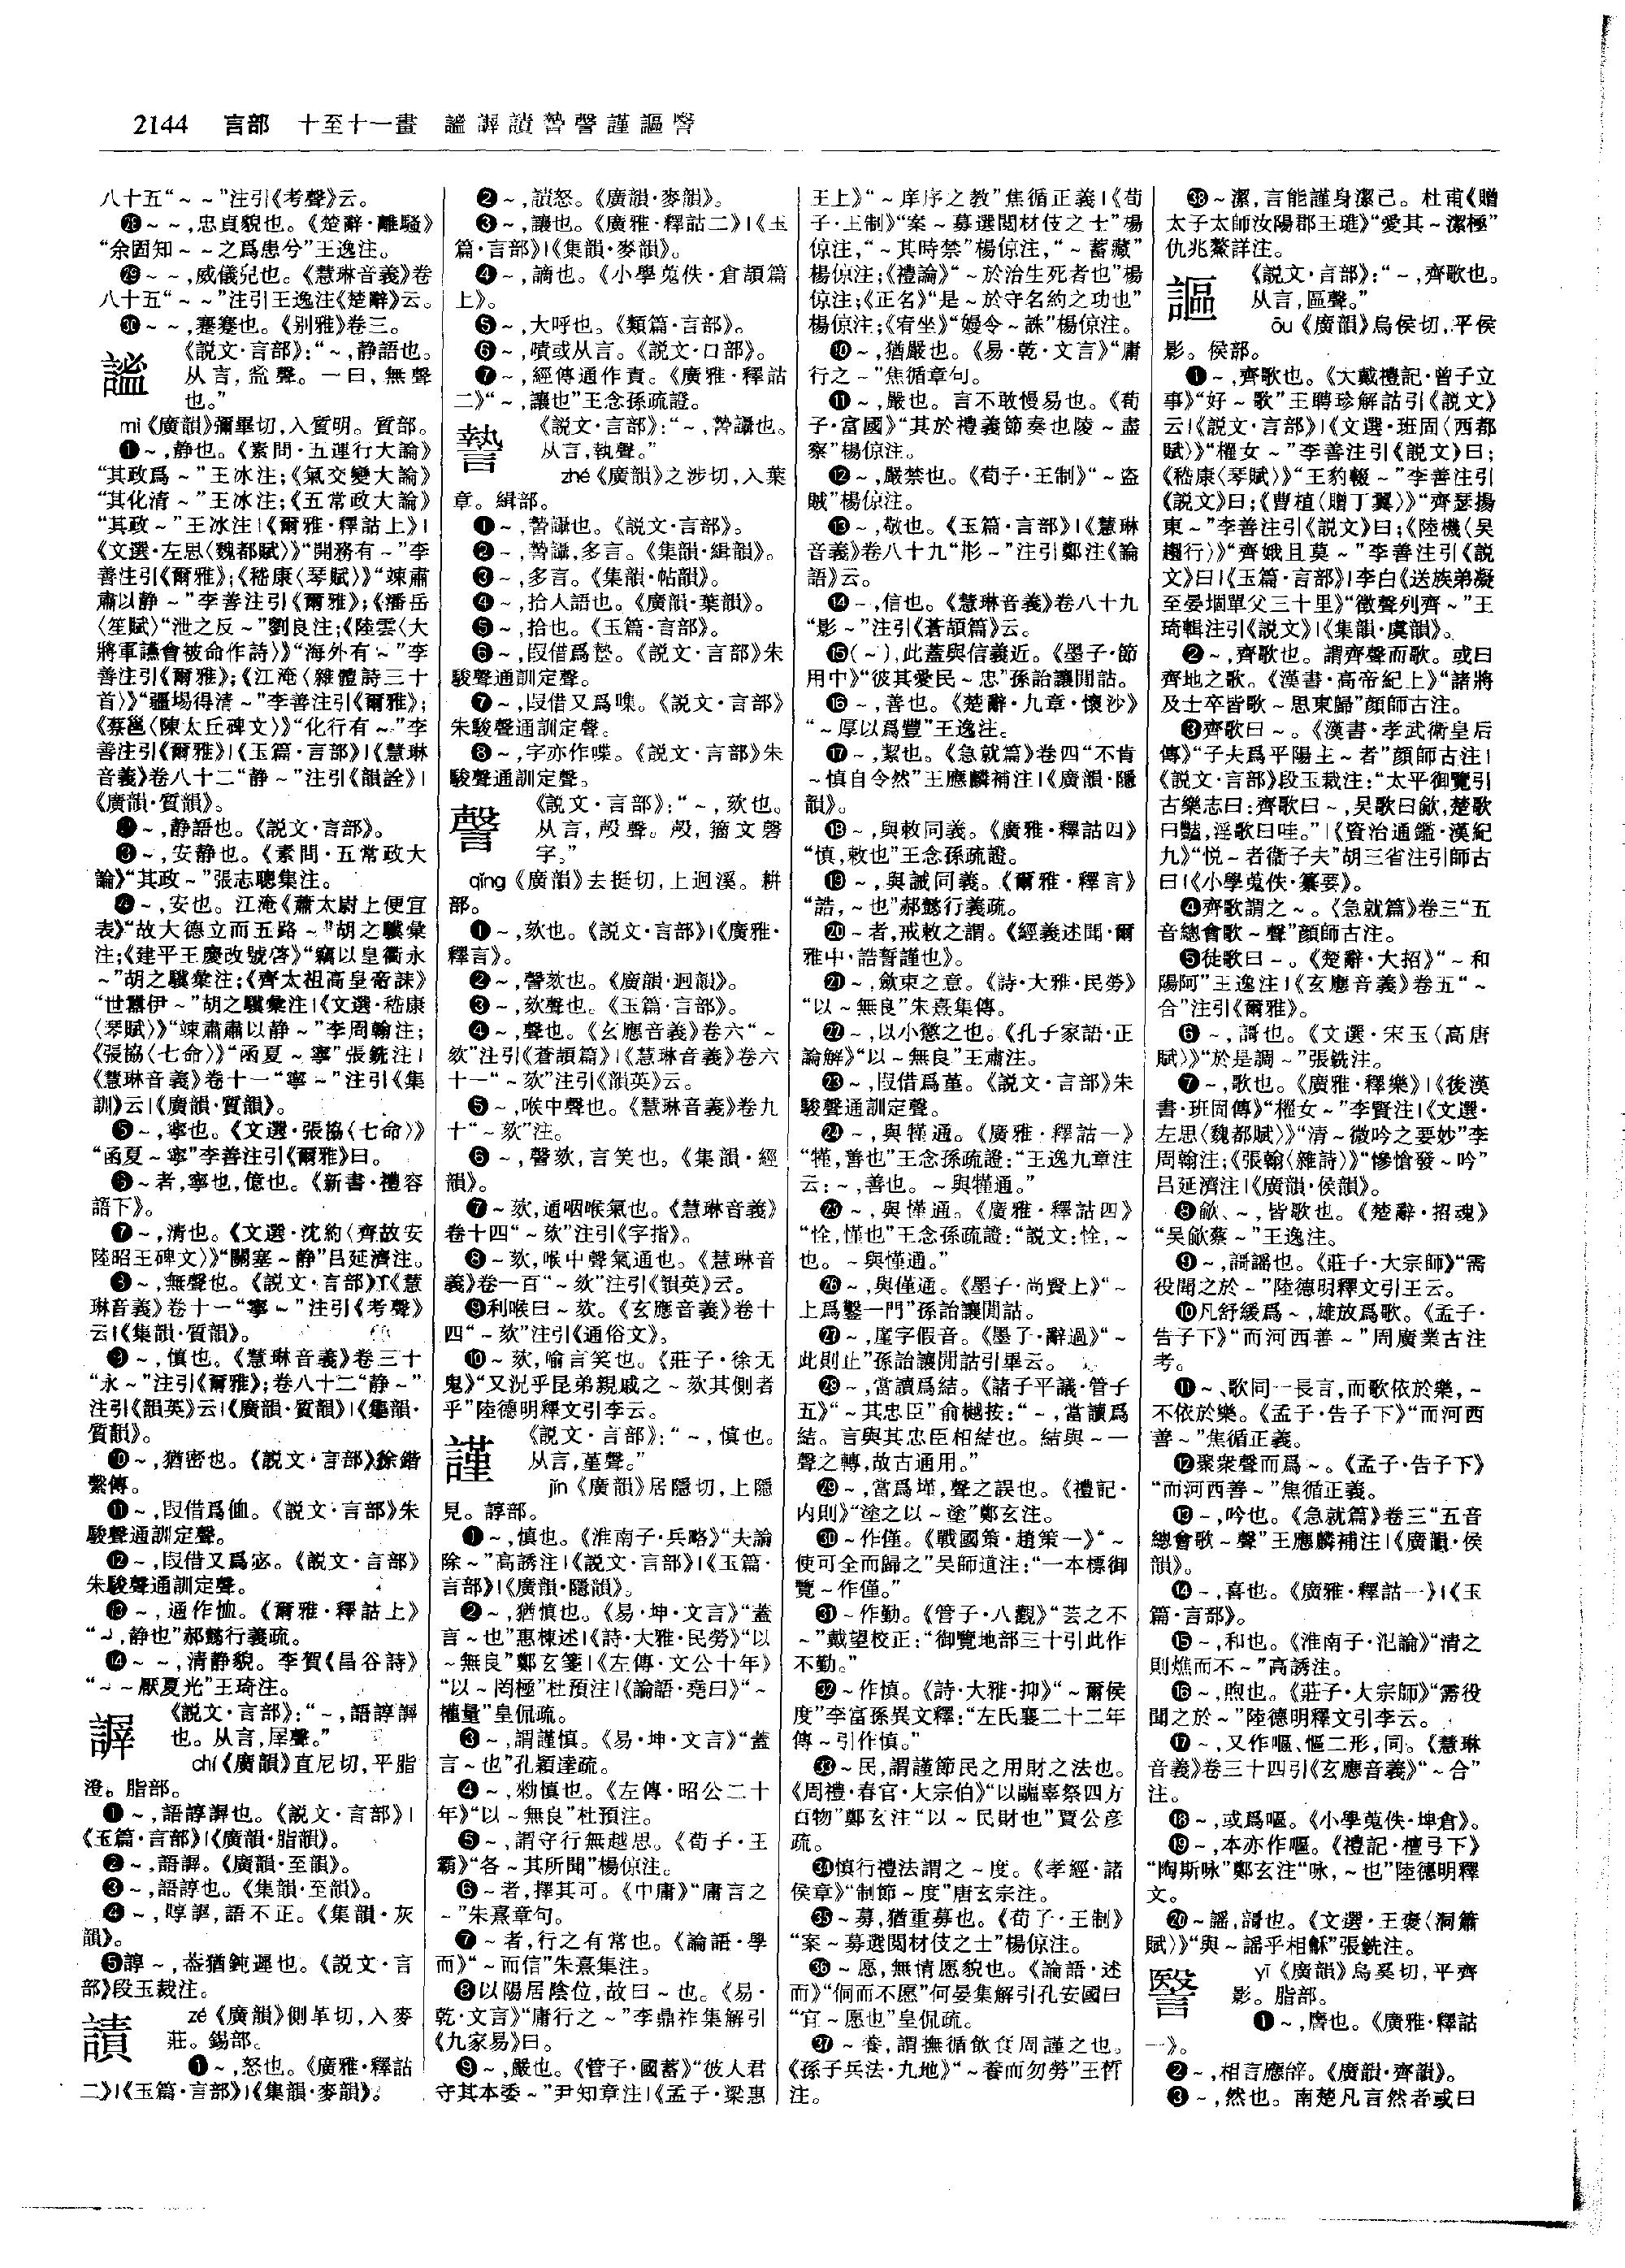 2144 言部 十至十一畫 謐謘謮謺謦謹謳譩
八十五“～～”注引《考聲》云。
㉘～～,忠貞貌也。《楚辭·離騷》
“余固知～～之爲患兮”王逸注。
㉙～～,威儀皃也。《慧琳音義》卷
八十五“～～”注引王逸注《楚辭》云。
㉚～～,蹇蹇也。《别雅》卷三。
謐
《説文·言部》:“～,静語也。
从言,㿽聲。一曰,無聲
也。”
mì《廣韻》彌畢切,入質明。質部。
❶～,静也。《素問·五運行大論》
“其政爲～”王冰注;《氣交變大論》
“其化清～”王冰注;《五常政大論》
“其政～”王冰注|《爾雅·釋詁上》|
《文選·左思〈魏都賦〉》“開務有～”李
善注引《爾雅》;《嵇康〈琴賦〉》“竦肅
肅以静～”李善注引《爾雅》;《潘岳
〈笙賦〉“泄之反～”劉良注;《陸雲〈大
將軍讌會被命作詩〉》“海外有～”李
善注引《爾雅》;《江淹〈雜體詩三十
首〉》“疆場得清～”李善注引《爾雅》;
《蔡邕〈陳太丘碑文〉》“化行有～”李
善注引《爾雅》|《玉篇·言部》|《慧琳
音義》卷八十二“静～”注引《韻詮》|
《廣韻·質韻》。
❷～,静語也。《説文·言部》。
❸～,安静也。《素問·五常政大
論》“其政～”張志聰集注。
❹～,安也。江淹《蕭太尉上便宜
表》“故大德立而五路～”胡之驥彙
注;《建平王慶改號啓》“竊以皇衢永
～”胡之驥彙注;《齊太祖高皇帝誄》
“世囂伊～”胡之驥彙注|《文選·嵇康
〈琴賦〉》“竦肅肅以静～”李周翰注;
《張協〈七命〉》“函夏～寧”張銑注|
《慧琳音義》卷十一“寧～”注引《集
訓》云|《廣韻·質韻》。
❺～,寧也。《文選·張協〈七命〉》
“函夏～寧”李善注引《爾雅》曰。
❻～者,寧也,億也。《新書·禮容
語下》。
❼～,清也。《文選·沈約〈齊故安
陸昭王碑文〉》“關塞～静”吕延濟注。
❽～,無聲也。《説文·言部》|《慧
琳音義》卷十一“寧～”注引《考聲》
云|《集韻·質韻》。
❾～,慎也。《慧琳音義》卷三十
“永～”注引《爾雅》;卷八十二“静～”
注引《韻英》云|《廣韻·質韻》|《集韻·
質韻》。
❿～,猶密也。《説文·言部》徐鍇
繫傳。
⓫～,叚借爲侐。《説文·言部》朱
駿聲通訓定聲。
⓬～,叚借又爲宓。《説文·言部》
朱駿聲通訓定聲。
⓭～,通作恤。《爾雅·釋詁上》
“～,静也”郝懿行義疏。
⓮～～,清静貌。李賀《昌谷詩》
“～～厭夏光”王琦注。
謘
《説文·言部》:“～,語諄謘
也。从言,屖聲。”
chí《廣韻》直尼切,平脂
澄。脂部。
❶～,語諄謘也。《説文·言部》|
《玉篇·言部》|《廣韻·脂韻》。
❷～,語謘。《廣韻·至韻》。
❸～,語諄也。《集韻·至韻》。
❹～,啍謘,語不正。《集韻·灰
韻》。
❺諄～,葢猶鈍遲也。《説文·言
部》段玉裁注。
謮
zé《廣韻》側革切,入麥
莊。錫部。
❶～,怒也。《廣雅·釋詁
二》|《玉篇·言部》|《集韻·麥韻》。
❷～,謮怒。《廣韻·麥韻》。
❸～,讓也。《廣雅·釋詁二》|《玉
篇·言部》|《集韻·麥韻》。
❹～,謫也。《小學蒐佚·倉頡篇
上》。
❺～,大呼也。《類篇·言部》。
❻～,嘖或从言。《説文·口部》。
❼～,經傳通作責。《廣雅·釋詁
二》“～,讓也”王念孫疏證。
謺
《説文·言部》:“～,謺讘也。
从言,執聲。”
zhé《廣韻》之涉切,入葉
章。緝部。
❶～,謺讘也。《説文·言部》。
❷～,謺讘,多言。《集韻·緝韻》。
❸～,多言。《集韻·帖韻》。
❹～,拾人語也。《廣韻·葉韻》。
❺～,拾也。《玉篇·言部》。
❻～,叚借爲慹。《説文·言部》朱
駿聲通訓定聲。
❼～,叚借又爲喋。《説文·言部》
朱駿聲通訓定聲。
❽～,字亦作喋。《説文·言部》朱
駿聲通訓定聲。
謦
《説文·言部》:“～,欬也。
从言,殸聲。殸,籀文磬
字。”
qǐng《廣韻》去挺切,上迥溪。耕
部。
❶～,欬也。《説文·言部》|《廣雅·
釋言》。
❷～,謦欬也。《廣韻·迥韻》。
❸～,欬聲也。《玉篇·言部》。
❹～,聲也。《玄應音義》卷六“～
欬”注引《蒼頡篇》|《慧琳音義》卷六
十一“～欬”注引《韻英》云。
❺～,喉中聲也。《慧琳音義》卷九
十“～欬”注。
❻～,謦欬,言笑也。《集韻·經
韻》。
❼～欬,通咽喉氣也。《慧琳音義》
卷十四“～欬”注引《字指》。
❽～欬,喉中聲氣通也。《慧琳音
義》卷一百“～欬”注引《韻英》云。
❾利喉曰～欬。《玄應音義》卷十
四“～欬”注引《通俗文》。
❿～欬,喻言笑也。《莊子·徐无
鬼》“又況乎昆弟親戚之～欬其側者
乎”陸德明釋文引李云。
謹
《説文·言部》:“～,慎也。
从言,堇聲。”
jǐn《廣韻》居隱切,上隱
見。諄部。
❶～,慎也。《淮南子·兵略》“夫論
除～”高誘注|《説文·言部》|《玉篇·
言部》|《廣韻·隱韻》。
❷～,猶慎也。《易·坤·文言》“蓋
言～也”惠棟述|《詩·大雅·民勞》“以
～無良”鄭玄箋|《左傳·文公十年》
“以～罔極”杜預注|《論語·堯曰》“～
權量”皇侃疏。
❸～,謂謹慎。《易·坤·文言》“蓋
言～也”孔穎達疏。
❹～,勑慎也。《左傳·昭公二十
年》“以～無良”杜預注。
❺～,謂守行無越思。《荀子·王
霸》“各～其所聞”楊倞注。
❻～者,擇其可。《中庸》“庸言之
～”朱熹章句。
❼～者,行之有常也。《論語·學
而》“～而信”朱熹集注。
❽以陽居陰位,故曰～也。《易·
乾·文言》“庸行之～”李鼎祚集解引
《九家易》曰。
❾～,嚴也。《管子·國蓄》“彼人君
守其本委～”尹知章注|《孟子·梁惠
王上》“～庠序之教”焦循正義|《荀
子·王制》“案～募選閲材伎之士”楊
倞注,“～其時禁”楊倞注,“～蓄藏”
楊倞注;《禮論》“～於治生死者也”楊
倞注;《正名》“是～於守名約之功也”
楊倞注;《宥坐》“嫚令～誅”楊倞注。
❿～,猶嚴也。《易·乾·文言》“庸
行之～”焦循章句。
⓫～,嚴也。言不敢慢易也。《荀
子·富國》“其於禮義節奏也陵～盡
察”楊倞注。
⓬～,嚴禁也。《荀子·王制》“～盗
賊”楊倞注。
⓭～,敬也。《玉篇·言部》|《慧琳
音義》卷八十九“形～”注引鄭注《論
語》云。
⓮～,信也。《慧琳音義》卷八十九
“影～”注引《蒼頡篇》云。
⓯(～),此蓋與信義近。《墨子·節
用中》“彼其愛民～忠”孫詒讓閒詁。
⓰～,善也。《楚辭·九章·懷沙》
“～厚以爲豐”王逸注。
⓱～,絜也。《急就篇》卷四“不肯
～慎自令然”王應麟補注|《廣韻·隱
韻》。
⓲～,與敕同義。《廣雅·釋詁四》
“慎,敕也”王念孫疏證。
⓳～,與誡同義。《爾雅·釋言》
“誥,～也”郝懿行義疏。
⓴～者,戒敕之謂。《經義述聞·爾
雅中·誥誓謹也》。
㉑～,斂束之意。《詩·大雅·民勞》
“以～無良”朱熹集傳。
㉒～,以小懲之也。《孔子家語·正
論解》“以～無良”王肅注。
㉓～,叚借爲堇。《説文·言部》朱
駿聲通訓定聲。
㉔～,與𢢞通。《廣雅·釋詁一》
“𢢞,善也”王念孫疏證:“王逸九章注
云:～,善也。～與𢢞通。”
㉕～,與慬通。《廣雅·釋詁四》
“恮,慬也”王念孫疏證:“説文:恮,～
也。～與慬通。”
㉖～,與僅通。《墨子·尚賢上》“～
上爲鑿一門”孫詒讓閒詁。
㉗～,廑字假音。《墨子·辭過》“～
此則止”孫詒讓閒詁引畢云。
㉘～,當讀爲結。《諸子平議·管子
五》“～其忠臣”俞樾按:“～,當讀爲
結。言與其忠臣相結也。結與～一
聲之轉,故古通用。”
㉙～,當爲墐,聲之誤也。《禮記·
内則》“塗之以～塗”鄭玄注。
㉚～作僅。《戰國策·趙策一》“～
使可全而歸之”吴師道注:“一本標御
覽～作僅。”
㉛～作勤。《管子·八觀》“芸之不
～”戴望校正:“御覽地部三十引此作
不勤。”
㉜～作慎。《詩·大雅·抑》“～爾侯
度”李富孫異文釋:“左氏襄二十二年
傳～引作慎。”
㉝～民,謂謹節民之用財之法也。
《周禮·春官·大宗伯》“以疈辜祭四方
百物”鄭玄注“以～民財也”賈公彦
疏。
㉞慎行禮法謂之～度。《孝經·諸
侯章》“制節～度”唐玄宗注。
㉟～募,猶重募也。《荀子·王制》
“案～募選閲材伎之士”楊倞注。
㊱～愿,無情愿貌也。《論語·述
而》“侗而不愿”何晏集解引孔安國曰
“宜～愿也”皇侃疏。
㊲～養,謂撫循飲食周謹之也。
《孫子兵法·九地》“～養而勿勞”王晳
注。
㊳～潔,言能謹身潔己。杜甫《贈
太子太師汝陽郡王璡》“愛其～潔極”
仇兆鰲詳注。
謳
《説文·言部》:“～,齊歌也。
从言,區聲。”
ōu《廣韻》烏侯切,平侯
影。侯部。
❶～,齊歌也。《大戴禮記·曾子立
事》“好～歌”王聘珍解詁引《説文》
云|《説文·言部》|《文選·班固〈西都
賦〉》“櫂女～”李善注引《説文》曰;
《嵇康〈琴賦〉》“王豹輟～”李善注引
《説文》曰;《曹植〈贈丁翼〉》“齊瑟揚
東～”李善注引《説文》曰;《陸機〈吴
趨行〉》“齊娥且莫～”李善注引《説
文》曰|《玉篇·言部》|李白《送族弟凝
至晏堌單父三十里》“徵聲列齊～”王
琦輯注引《説文》|《集韻·虞韻》。
❷～,齊歌也。謂齊聲而歌。或曰
齊地之歌。《漢書·高帝紀上》“諸將
及士卒皆歌～思東歸”顔師古注。
❸齊歌曰～。《漢書·孝武衛皇后
傳》“子夫爲平陽主～者”顔師古注|
《説文·言部》段玉裁注:“太平御覽引
古樂志曰:齊歌曰～,吴歌曰歈,楚歌
曰豔,淫歌曰哇。”|《資治通鑑·漢紀
九》“悦～者衛子夫”胡三省注引師古
曰|《小學蒐佚·纂要》。
❹齊歌謂之～。《急就篇》卷三“五
音總會歌～聲”顔師古注。
❺徒歌曰～。《楚辭·大招》“～和
陽阿”王逸注|《玄應音義》卷五“～
合”注引《爾雅》。
❻～,謌也。《文選·宋玉〈高唐
賦〉》“於是調～”張銑注。
❼～,歌也。《廣雅·釋樂》|《後漢
書·班固傳》“櫂女～”李賢注|《文選·
左思〈魏都賦〉》“清～微吟之要妙”李
周翰注;《張翰〈雜詩〉》“慘愴發～吟”
吕延濟注|《廣韻·侯韻》。
❽歈、～,皆歌也。《楚辭·招魂》
“吴歈蔡～”王逸注。
❾～,謌謡也。《莊子·大宗師》“需
役聞之於～”陸德明釋文引王云。
❿凡舒緩爲～,雄放爲歌。《孟子·
告子下》“而河西善～”周廣業古注
考。
⓫～、歌同一長言,而歌依於樂,～
不依於樂。《孟子·告子下》“而河西
善～”焦循正義。
⓬聚衆聲而爲～。《孟子·告子下》
“而河西善～”焦循正義。
⓭～,吟也。《急就篇》卷三“五音
總會歌～聲”王應麟補注|《廣韻·侯
韻》。
⓮～,喜也。《廣雅·釋詁一》|《玉
篇·言部》。
⓯～,和也。《淮南子·氾論》“清之
則燋而不～”高誘注。
⓰～,煦也。《莊子·大宗師》“需役
聞之於～”陸德明釋文引李云。
⓱～,又作嘔、慪二形,同。《慧琳
音義》卷三十四引《玄應音義》“～合”
注。
⓲～,或爲嘔。《小學蒐佚·埤倉》。
⓳～,本亦作嘔。《禮記·檀弓下》
“陶斯咏”鄭玄注“咏,～也”陸德明釋
文。
⓴～謡,謌也。《文選·王褒〈洞簫
賦〉》“與～謡乎相龢”張銑注。
yī《廣韻》烏奚切,平齊
影。脂部。
❶～,譍也。《廣雅·釋詁
一》。
❷～,相言應辤。《廣韻·齊韻》。
❸～,然也。南楚凡言然者或曰